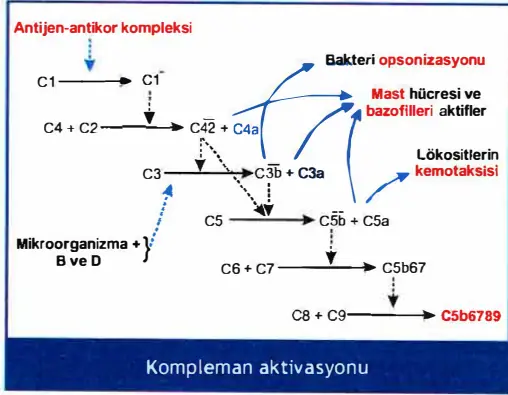 Antijen-antikor kompleksi
Bakteri opsonizasyonu
C1 C1
Mast hücresi ve
bazofilleri aktifler
C4 + C2 C42 + C4a
Lökositlerin
kemotaksisi
C3 C3b + C3a
C5 C5b + C5a
Mikroorganizma +
B ve D
C6 + C7 C5b67
C8 + C9 C5b6789
Kompleman aktivasyonu